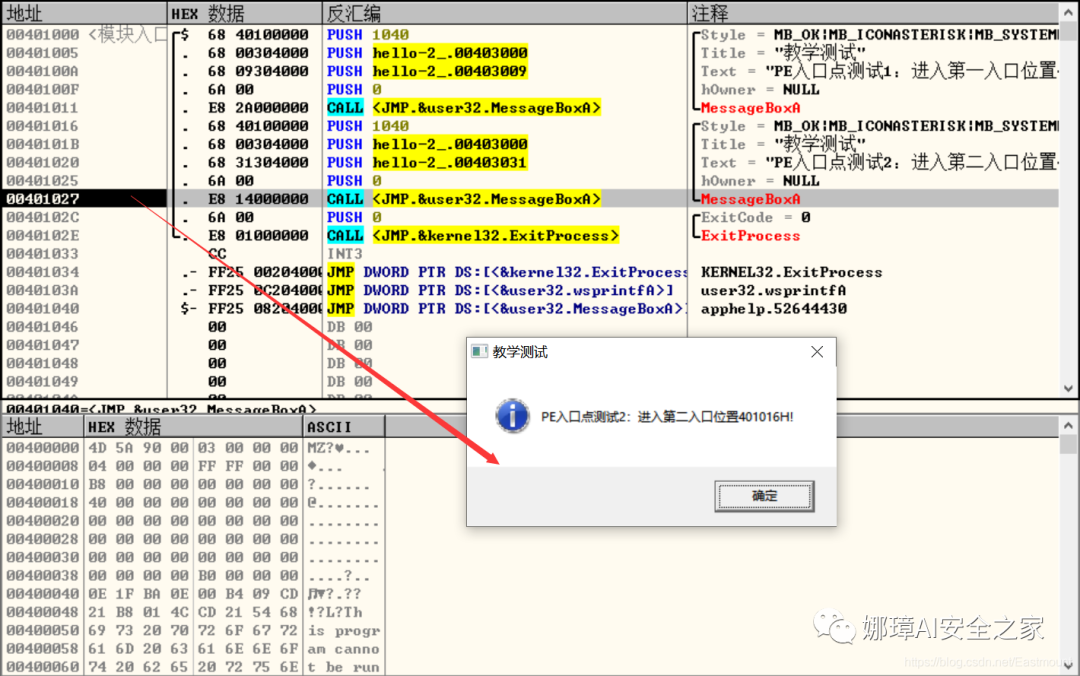 地址 HEX 数据 反汇编 注释
00401000 <模块入口 $ 68 40100000 PUSH 1040 Style = MB_OK|MB_ICONASTERISK|MB_SYSTEM
00401005 . 68 00304000 PUSH hello-2_.00403000 Title = "教学测试"
0040100A . 68 09304000 PUSH hello-2_.00403009 Text = "PE入口点测试1：进入第一入口位置
0040100F . 6A 00 PUSH 0 hOwner = NULL
00401011 . E8 2A000000 CALL <JMP.&user32.MessageBoxA> MessageBoxA
00401016 . 68 40100000 PUSH 1040 Style = MB_OK|MB_ICONASTERISK|MB_SYSTEM
0040101B . 68 00304000 PUSH hello-2_.00403000 Title = "教学测试"
00401020 . 68 31304000 PUSH hello-2_.00403031 Text = "PE入口点测试2：进入第二入口位置
00401025 . 6A 00 PUSH 0 hOwner = NULL
00401027 . E8 14000000 CALL <JMP.&user32.MessageBoxA> MessageBoxA
0040102C . 6A 00 PUSH 0 ExitCode = 0
0040102E . E8 01000000 CALL <JMP.&kernel32.ExitProcess> ExitProcess
00401033 CC INT3
00401034 .- FF25 00204000 JMP DWORD PTR DS:[<&kernel32.ExitProcess KERNEL32.ExitProcess
0040103A .- FF25 0C204000 JMP DWORD PTR DS:[<&user32.wsprintfA>] user32.wsprintfA
00401040 $- FF25 08204000 JMP DWORD PTR DS:[<&user32.MessageBoxA>] apphelp.52644430
00401046 00 DB 00
00401047 00 DB 00
00401048 00 DB 00
00401049 00 DB 00
00401040=<JMP.&user32.MessageBoxA>
教学测试
PE入口点测试2：进入第二入口位置401016H!
确定
地址 HEX 数据 ASCII
00400000 4D 5A 90 00 03 00 00 00 MZ?♥...
00400008 04 00 00 00 FF FF 00 00 ♦...
00400010 B8 00 00 00 00 00 00 00 ?.......
00400018 40 00 00 00 00 00 00 00 @.......
00400020 00 00 00 00 00 00 00 00 ........
00400028 00 00 00 00 00 00 00 00 ........
00400030 00 00 00 00 00 00 00 00 ........
00400038 00 00 00 00 B0 00 00 00 ....?..
00400040 0E 1F BA 0E 00 B4 09 CD ♫▼?.??
00400048 21 B8 01 4C CD 21 54 68 !?L?Th
00400050 69 73 20 70 72 6F 67 72 is progr
00400058 61 6D 20 63 61 6E 6E 6F am canno
00400060 74 20 62 65 20 72 75 6E t be run
娜璋AI安全之家
https://blog.csdn.net/Eastmount